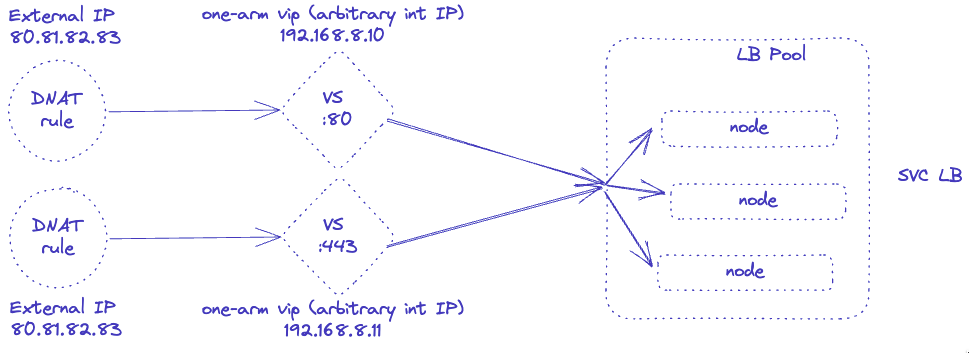 External IP
80.81.82.83
one-arm vip (arbitrary int IP)
192.168.8.10
LB Pool
DNAT
rule
VS
:80
node
SVC LB
node
DNAT
rule
VS
:443
node
External IP
80.81.82.83
one-arm vip (arbitrary int IP)
192.168.8.11